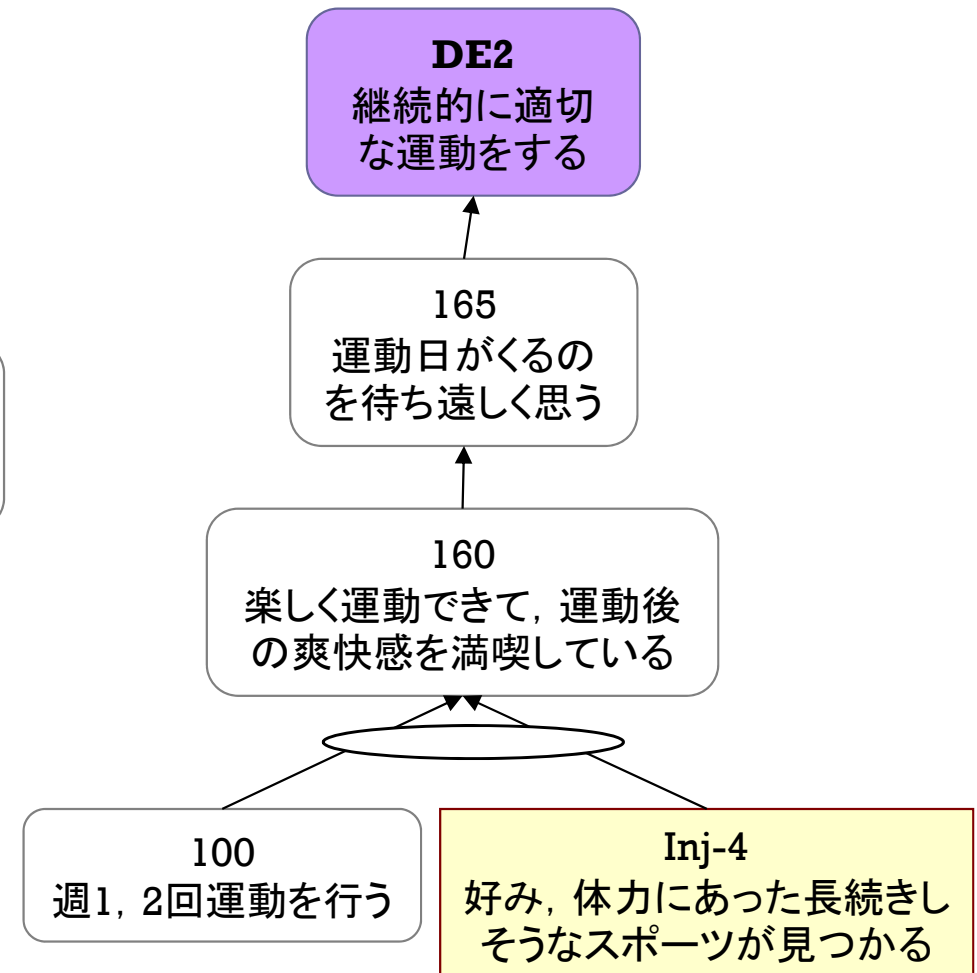 DE2
継続的に適切
な運動をする
165
運動日がくるの
を待ち遠しく思う
160
楽しく運動できて，運動後
の爽快感を満喫している
100
週1，2回運動を行う
Inj-4
好み，体力にあった長続きし
そうなスポーツが見つかる